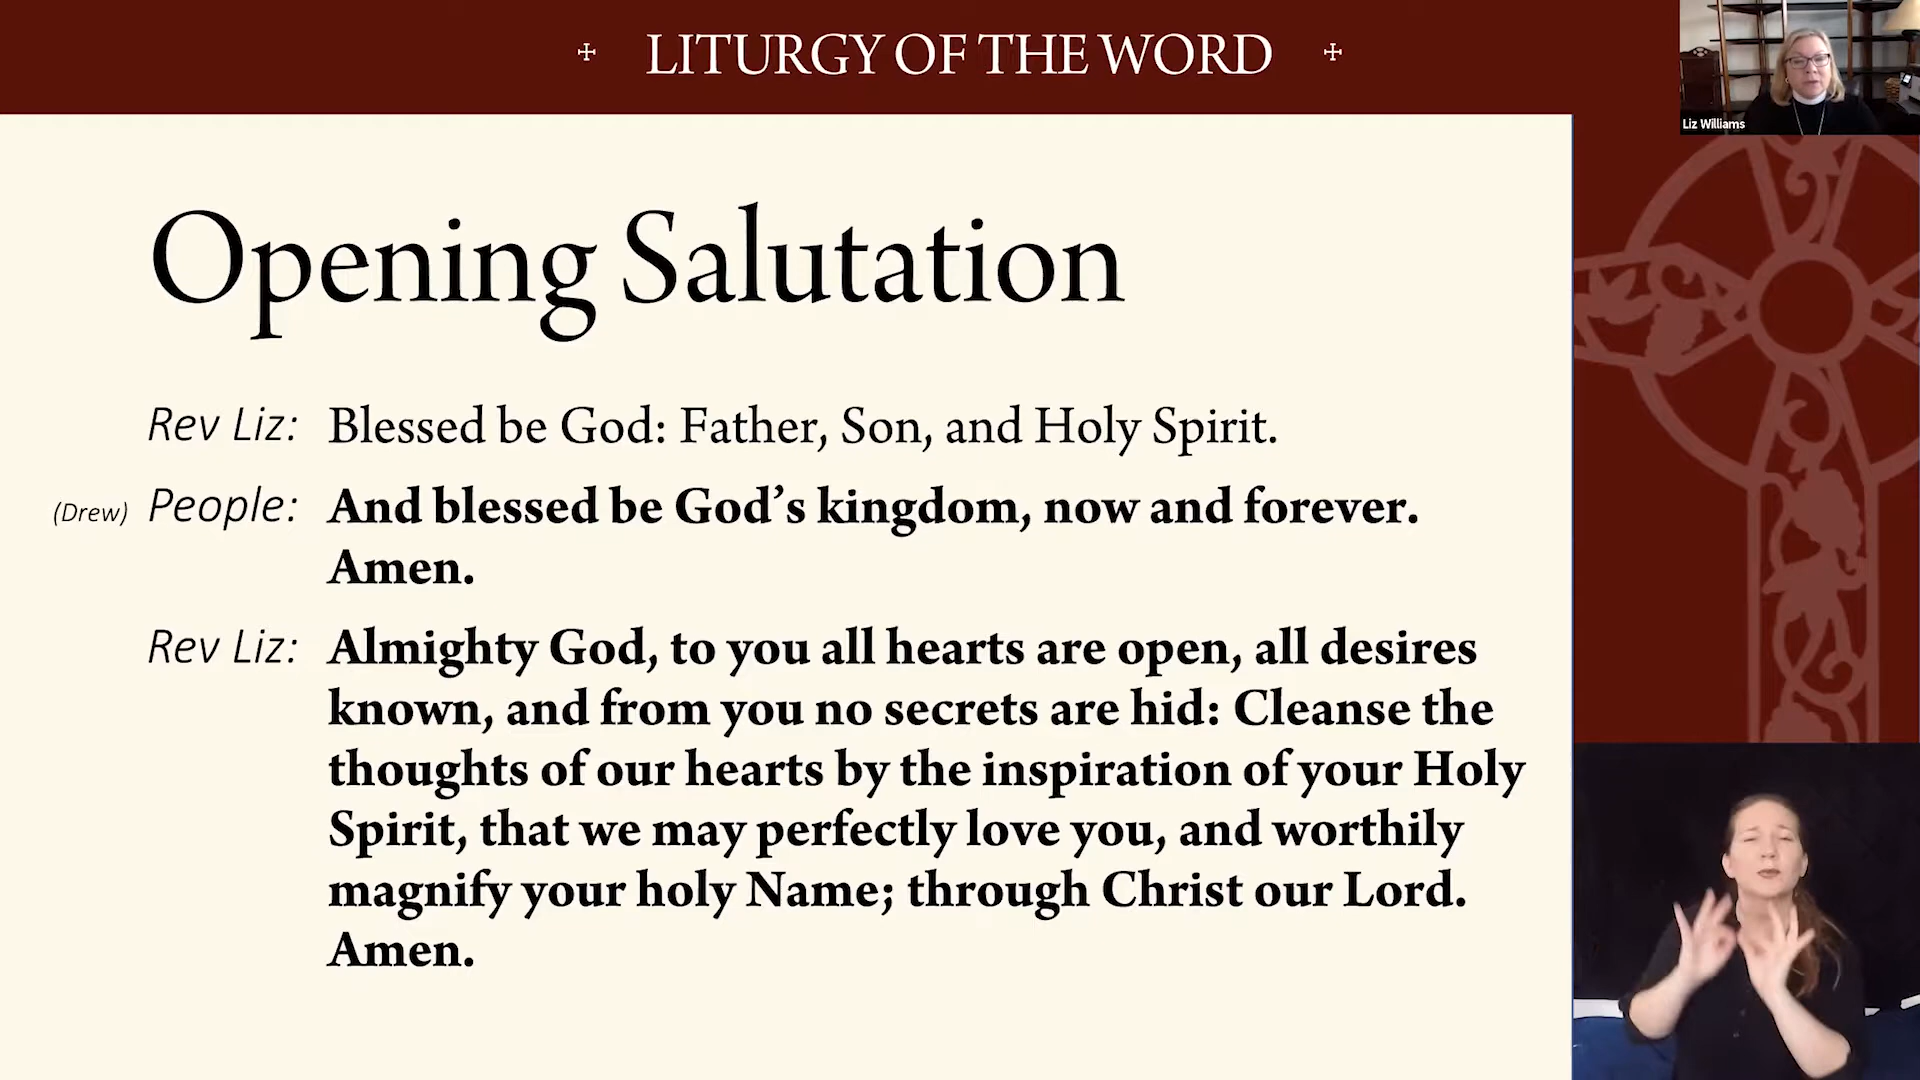 LITURGY OF THE WORD
Liz Williams
Opening Salutation
Rev Liz: Blessed be God: Father, Son, and Holy Spirit.
(Drew) People: And blessed be God’s kingdom, now and forever.
Amen.
Rev Liz: Almighty God, to you all hearts are open, all desires
known, and from you no secrets are hid: Cleanse the
thoughts of our hearts by the inspiration of your Holy
Spirit, that we may perfectly love you, and worthily
magnify your holy Name; through Christ our Lord.
Amen.